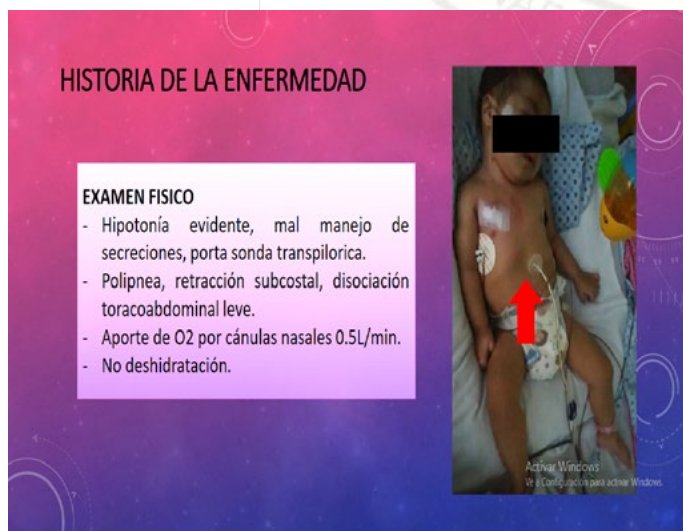 HISTORIA DE LA ENFERMEDAD
EXAMEN FISICO
- Hipotonía evidente, mal manejo de
secreciones, porta sonda transpilorica.
- Polipnea, retracción subcostal, disociación
toracoabdominal leve.
- Aporte de O2 por cánulas nasales 0.5L/min.
- No deshidratación.
Activar Windows
Ve a Configuración para activar Windows.